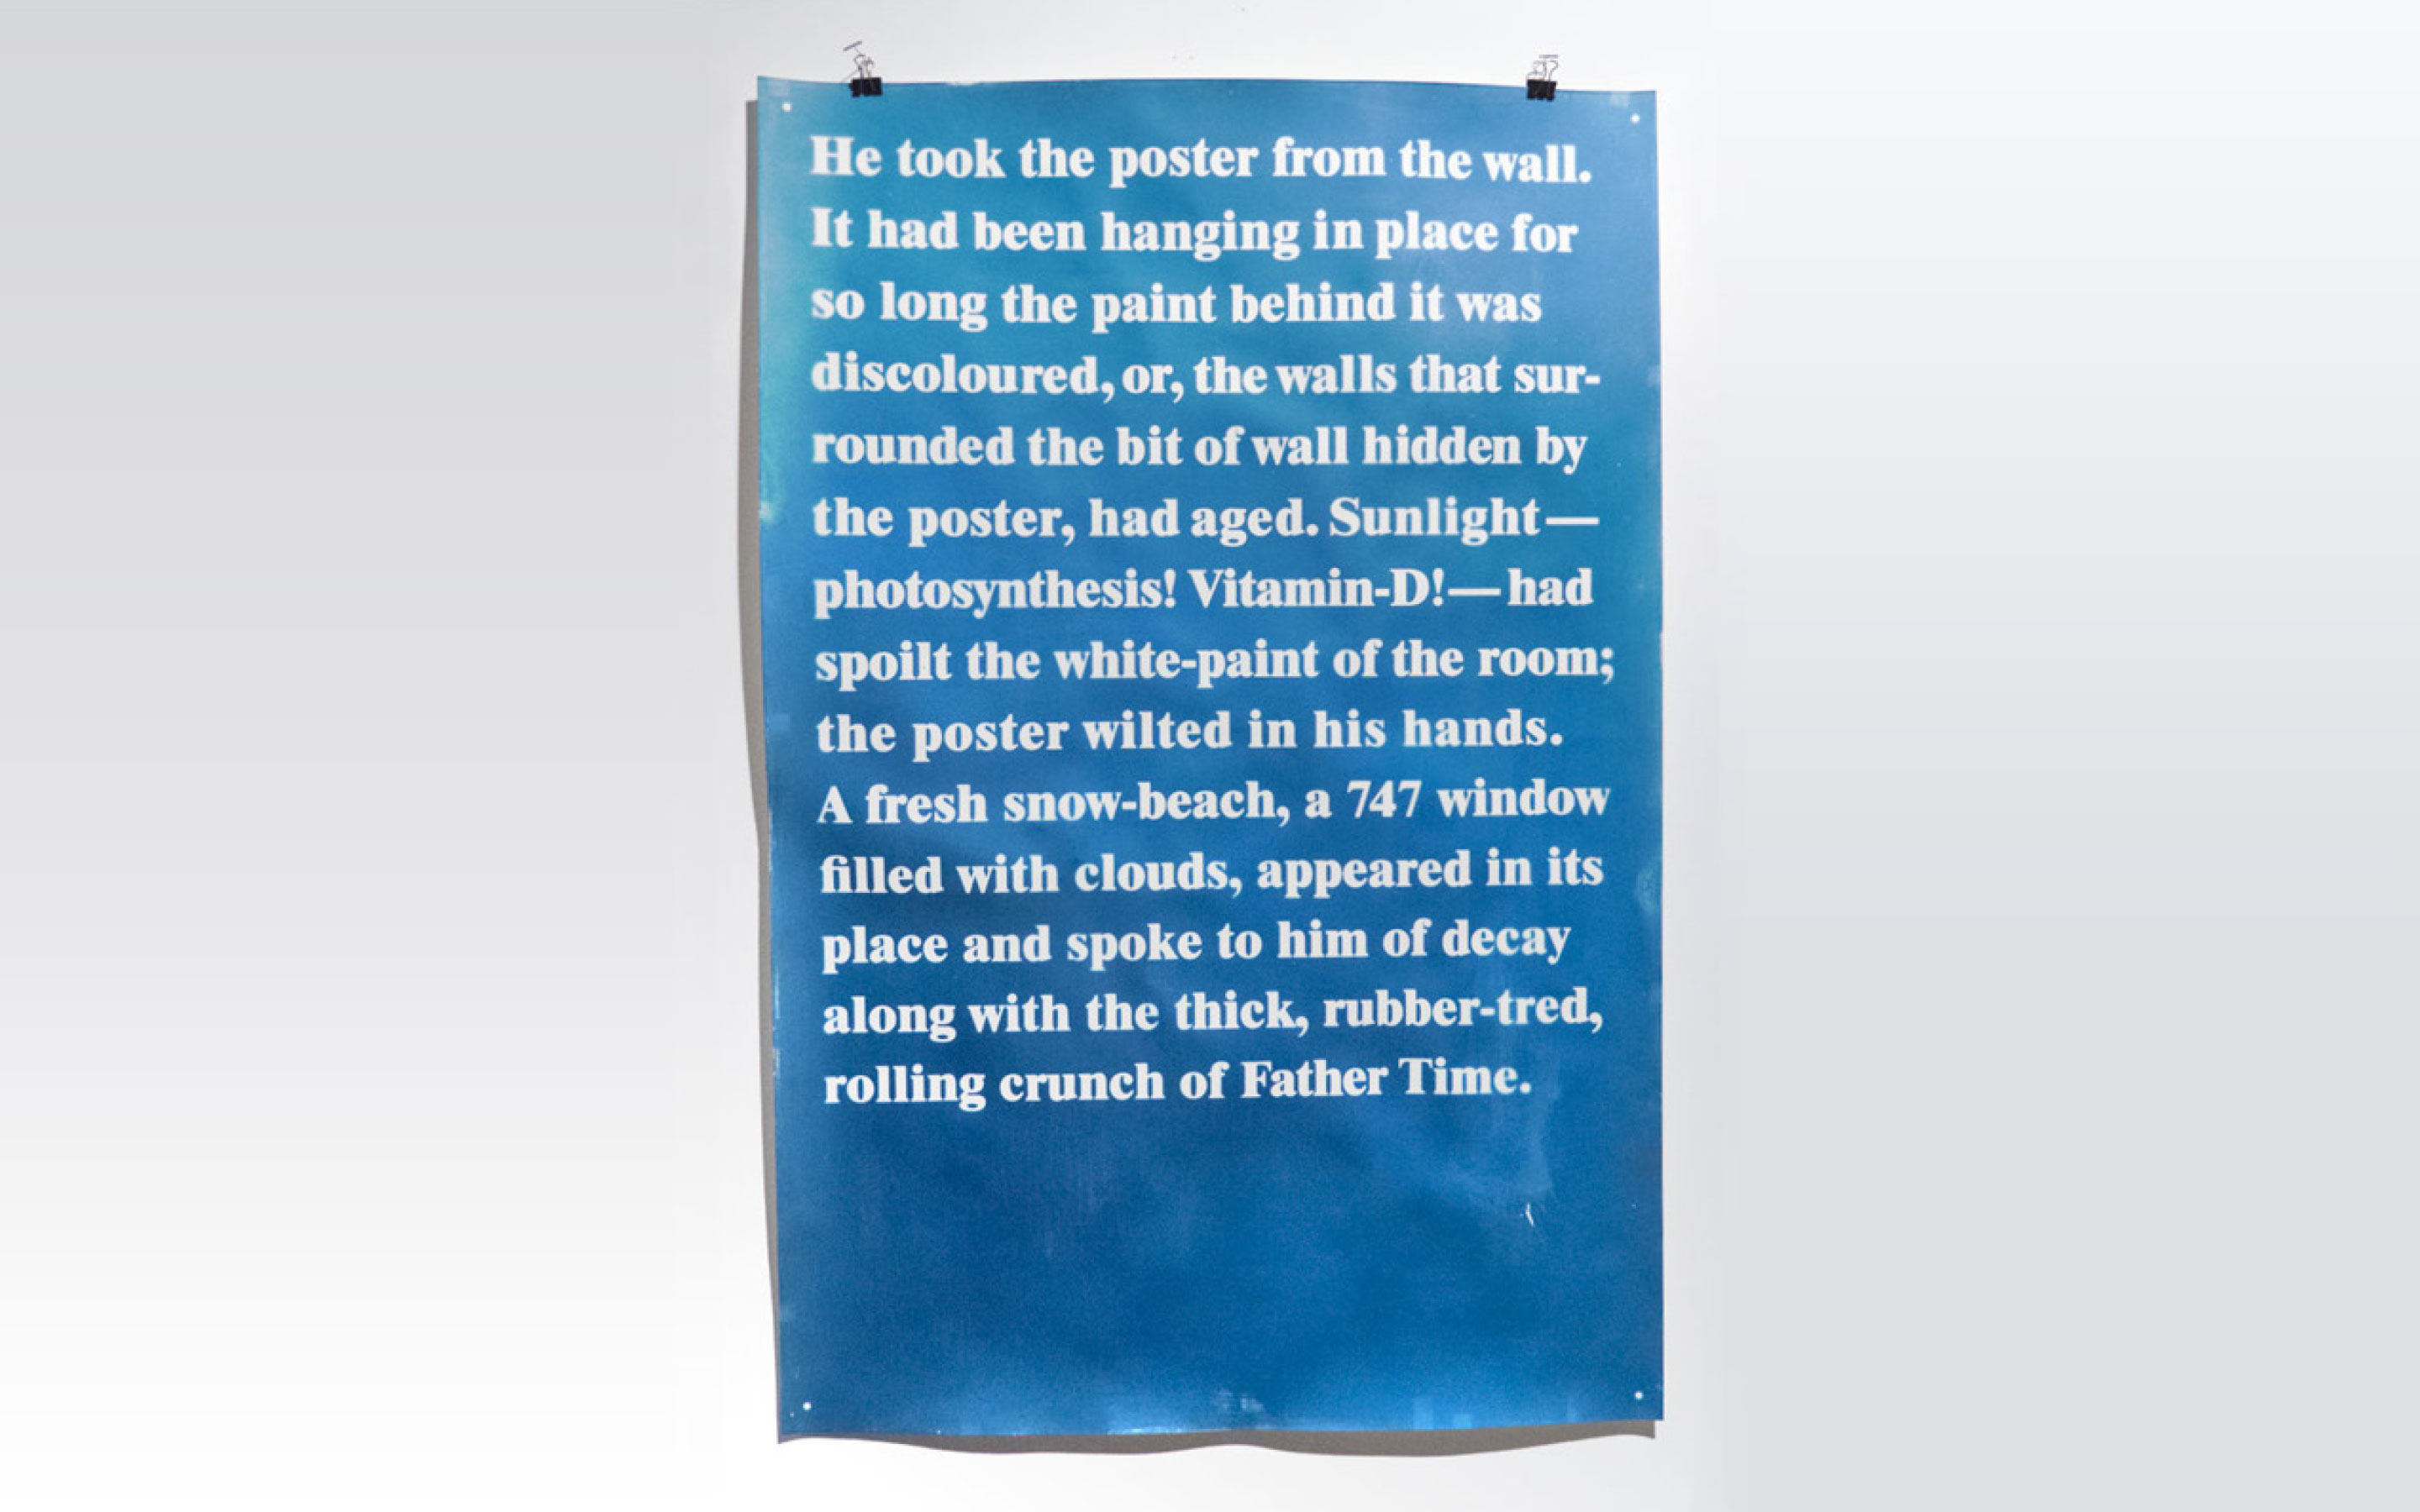 He took the poster from the wall.
It had been hanging in place for
so long the paint behind it was
discoloured, or, the walls that sur-
rounded the bit of wall hidden by
the poster, had aged. Sunlight—
photosynthesis! Vitamin-D!—had
spoilt the white-paint of the room;
the poster wilted in his hands.
A fresh snow-beach, a 747 window
filled with clouds, appeared in its
place and spoke to him of decay
along with the thick, rubber-tred,
rolling crunch of Father Time.